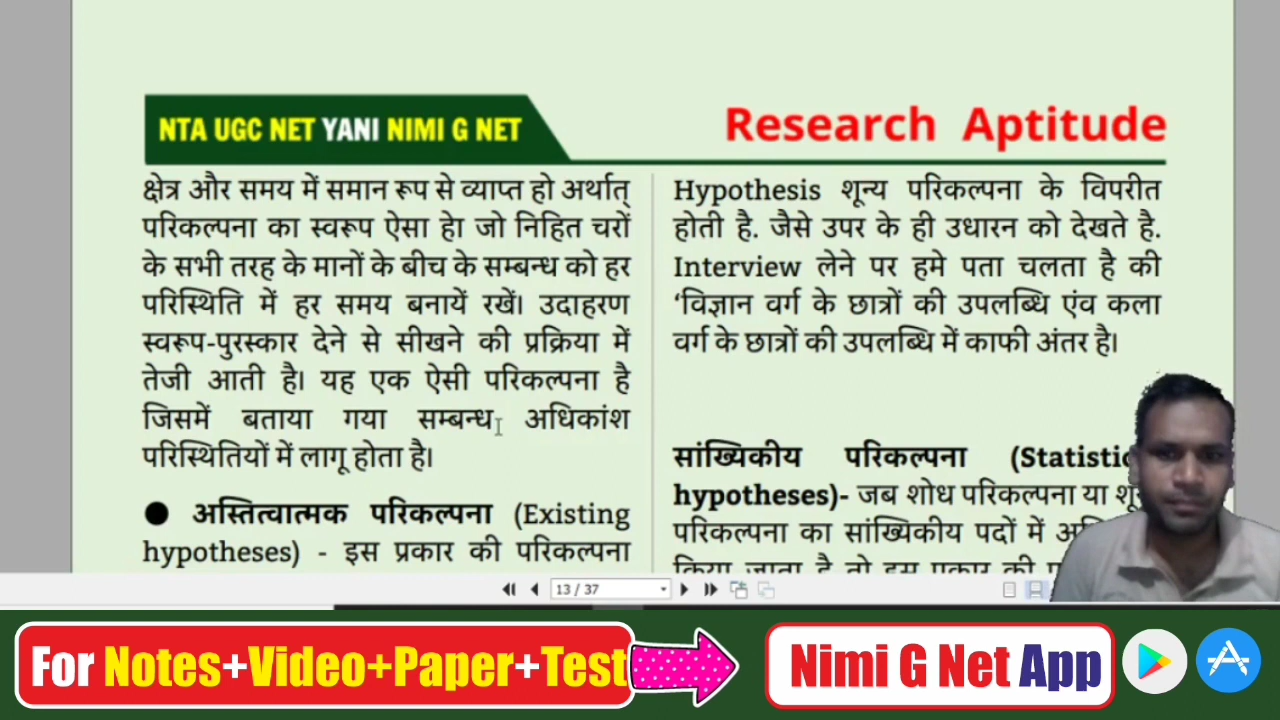 NTA UGC NET YANI NIMI G NET
Research Aptitude
क्षेत्र और समय में समान रूप से व्याप्त हो अर्थात्
परिकल्पना का स्वरूप ऐसा हेा जो निहित चरों
के सभी तरह के मानों के बीच के सम्बन्ध को हर
परिस्थिति में हर समय बनायें रखें। उदाहरण
स्वरूप-पुरस्कार देने से सीखने की प्रक्रिया में
तेजी आती है। यह एक ऐसी परिकल्पना है
जिसमें बताया गया सम्बन्ध अधिकांश
परिस्थितियों में लागू होता है।
● अस्तित्वात्मक परिकल्पना (Existing
hypotheses) - इस प्रकार की परिकल्पना
Hypothesis शून्य परिकल्पना के विपरीत
होती है. जैसे उपर के ही उधारन को देखते है.
Interview लेने पर हमे पता चलता है की
‘विज्ञान वर्ग के छात्रों की उपलब्धि एंव कला
वर्ग के छात्रों की उपलब्धि में काफी अंतर है।
सांख्यिकीय परिकल्पना
hypotheses)- जब शोध परिकल्पना या
परिकल्पना का सांख्यिकीय पदों में
किया जाता है तो इस प्रकार की
13 / 37
For Notes+Video+Paper+Test
Nimi G Net App